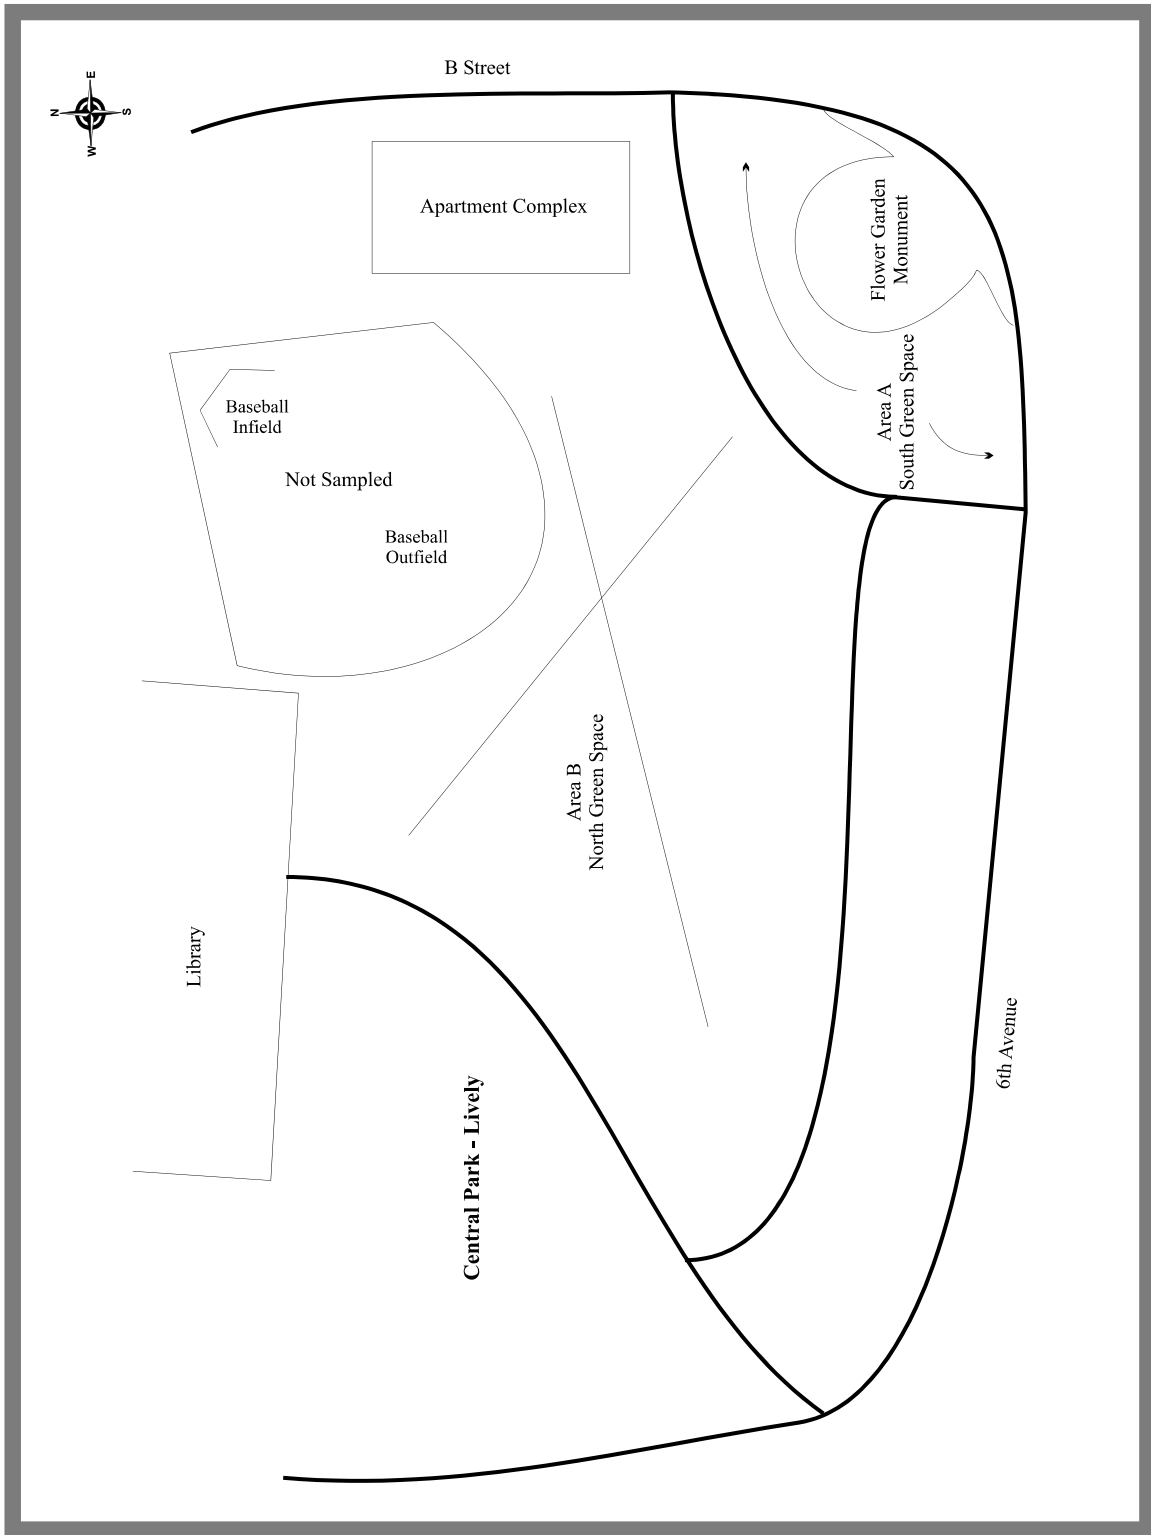 B Street
E
N
S
W
Apartment Complex
Flower Garden
Monument
Area A
South Green Space
Baseball
Infield
Not Sampled
Baseball
Outfield
Area B
North Green Space
Library
Central Park - Lively
6th Avenue